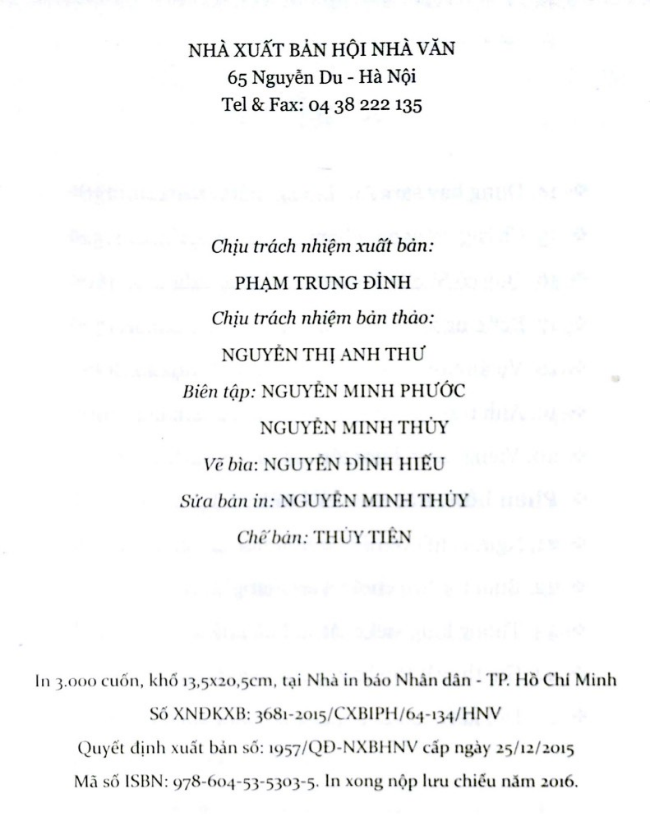 NHÀ XUẤT BẢN HỘI NHÀ VĂN
65 Nguyễn Du - Hà Nội
Tel & Fax: 04 38 222 135
Chịu trách nhiệm xuất bản:
PHẠM TRUNG ĐỈNH
Chịu trách nhiệm bản thảo:
NGUYỄN THỊ ANH THƯ
Biên tập: NGUYỄN MINH PHƯỚC
NGUYỄN MINH THỦY
Vẽ bìa: NGUYỄN ĐÌNH HIẾU
Sửa bản in: NGUYỄN MINH THỦY
Chế bản: THỦY TIÊN
In 3.000 cuốn, khổ 13,5x20,5cm, tại Nhà in báo Nhân dân - TP. Hồ Chí Minh
Số XNĐKXB: 3681-2015/CXBIPH/64-134/HNV
Quyết định xuất bản số: 1957/QĐ-NXBHNV cấp ngày 25/12/2015
Mã số ISBN: 978-604-53-5303-5. In xong nộp lưu chiểu năm 2016.